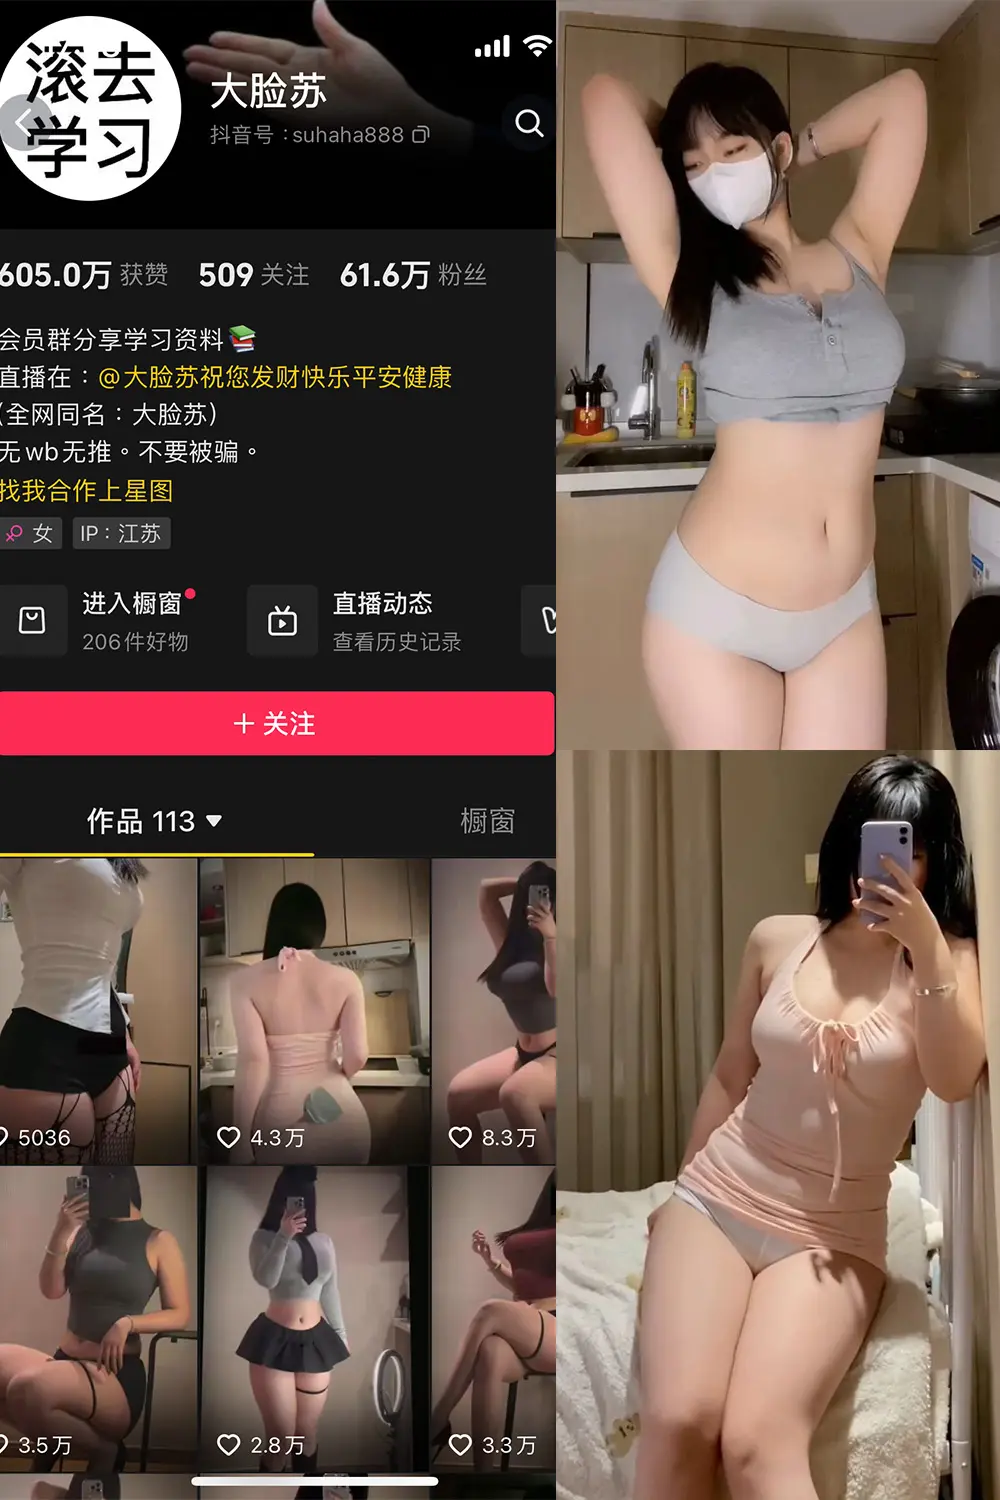 滚去
学习
大脸苏
抖音号：suhaha888
605.0万 获赞 509 关注 61.6万 粉丝
会员群分享学习资料
直播在：@大脸苏祝您发财快乐平安健康
（全网同名：大脸苏）
无wb无推。不要被骗。
找我合作上星图
女 IP：江苏
进入橱窗
206件好物
直播动态
查看历史记录
+ 关注
作品 113
橱窗
5036
4.3万
8.3万
3.5万
2.8万
3.3万